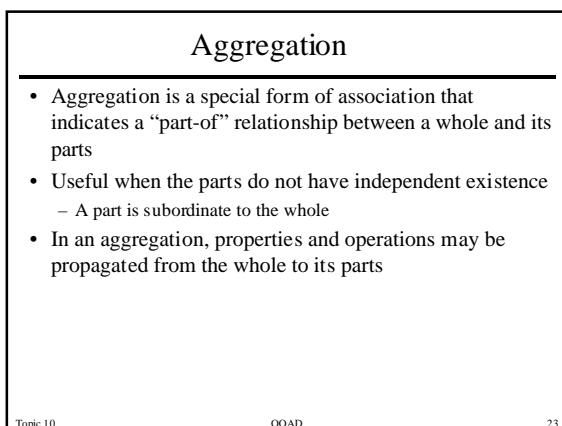 Aggregation
• Aggregation is a special form of association that
indicates a “part-of” relationship between a whole and its
parts
• Useful when the parts do not have independent existence
– A part is subordinate to the whole
• In an aggregation, properties and operations may be
propagated from the whole to its parts
Topic 10 OOAD 23